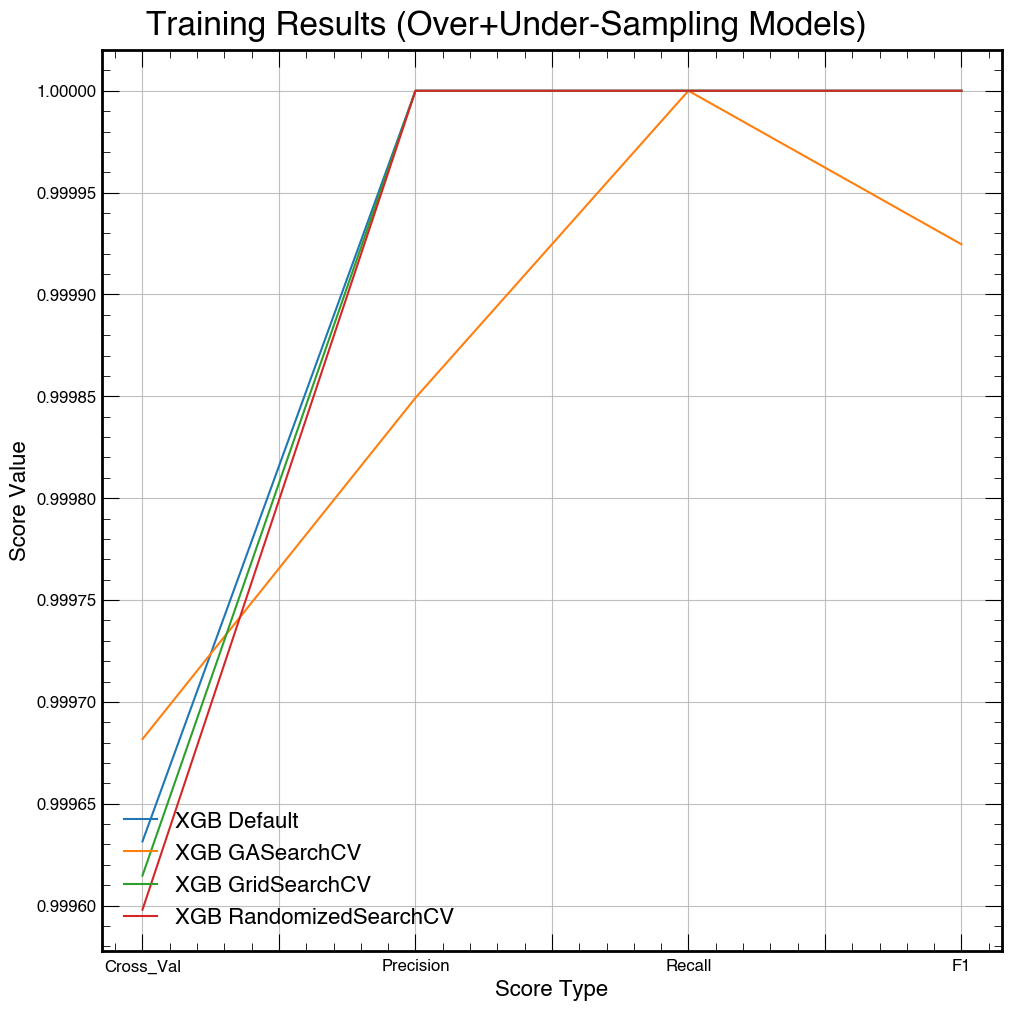 Training Results (Over+Under-Sampling Models)
1.00000
0.99995
0.99990
0.99985
0.99980
0.99975
0.99970
0.99965
0.99960
Score Value
XGB Default
XGB GASearchCV
XGB GridSearchCV
XGB RandomizedSearchCV
Cross_Val Precision Recall F1
Score Type